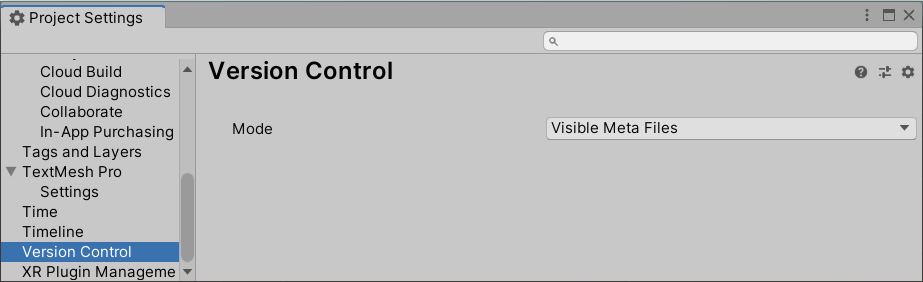 Project Settings
Cloud Build
Cloud Diagnostics
Collaborate
In-App Purchasing
Tags and Layers
TextMesh Pro
Settings
Time
Timeline
Version Control
XR Plugin Manageme
Version Control
Mode
Visible Meta Files